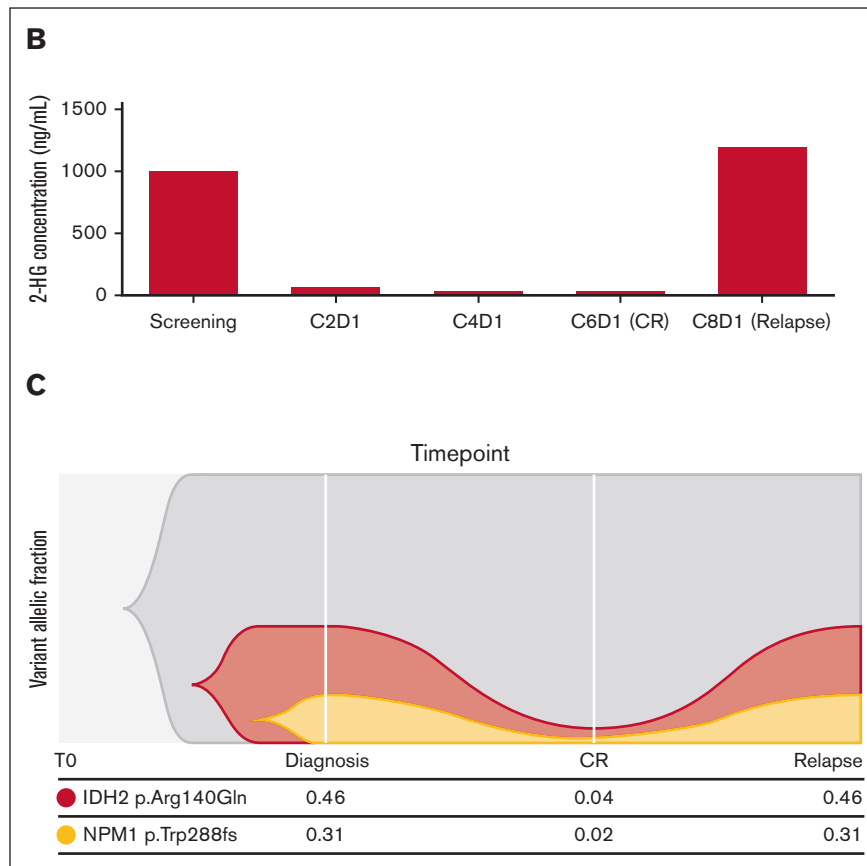 B
2-HG concentration (ng/mL)
1500
1000
500
0
Screening C2D1 C4D1 C6D1 (CR) C8D1 (Relapse)
C
Timepoint
Variant allelic fraction
T0 Diagnosis CR Relapse
IDH2 p.Arg140Gln 0.46 0.04 0.46
NPM1 p.Trp288fs 0.31 0.02 0.31